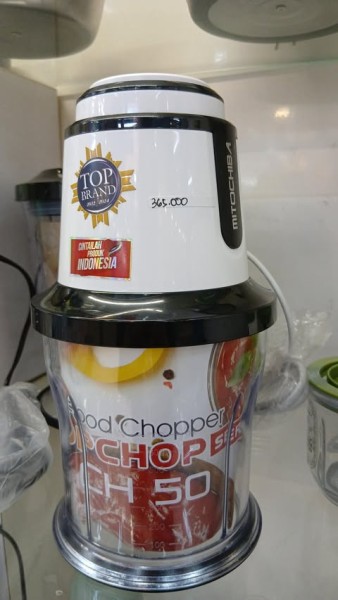 TOP
BRAND
365.000
MITOCHIBA
CINTAILAH
PRODUK
INDONESIA
Food Chopper
CHOP
CH 50